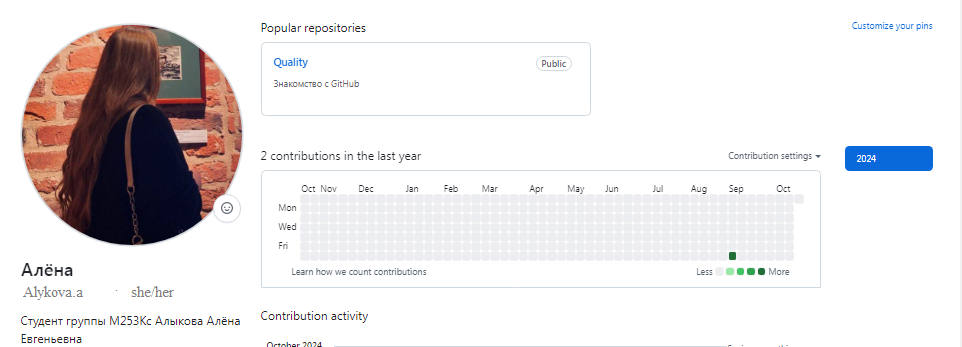 Popular repositories
Customize your pins
Quality
Public
Знакомство с GitHub
2 contributions in the last year
Contribution settings
2024
Oct Nov Dec Jan Feb Mar Apr May Jun Jul Aug Sep Oct
Mon
Wed
Fri
Learn how we count contributions
Less
More
Алёна
Alykova.a · she/her
Студент группы М253Кс Алыкова Алёна
Евгеньевна
Contribution activity
October 2024